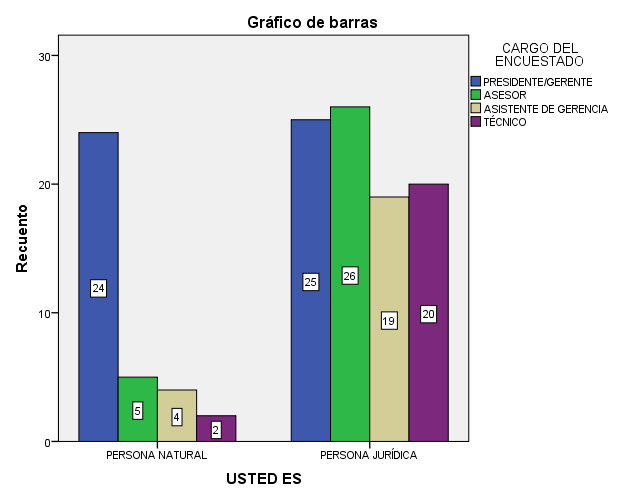 Gráfico de barras
CARGO DEL
ENCUESTADO
PRESIDENTE/GERENTE
ASESOR
ASISTENTE DE GERENCIA
TÉCNICO
Recuento
30
20
10
0
24
5
4
2
25
26
19
20
PERSONA NATURAL
PERSONA JURÍDICA
USTED ES